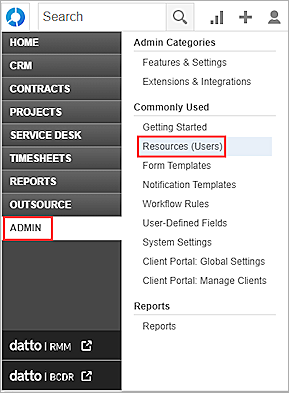 Search
HOME
CRM
CONTRACTS
PROJECTS
SERVICE DESK
TIMESHEETS
REPORTS
OUTSOURCE
ADMIN
datto | RMM
datto | BCDR
Admin Categories
Features & Settings
Extensions & Integrations
Commonly Used
Getting Started
Resources (Users)
Form Templates
Notification Templates
Workflow Rules
User-Defined Fields
System Settings
Client Portal: Global Settings
Client Portal: Manage Clients
Reports
Reports